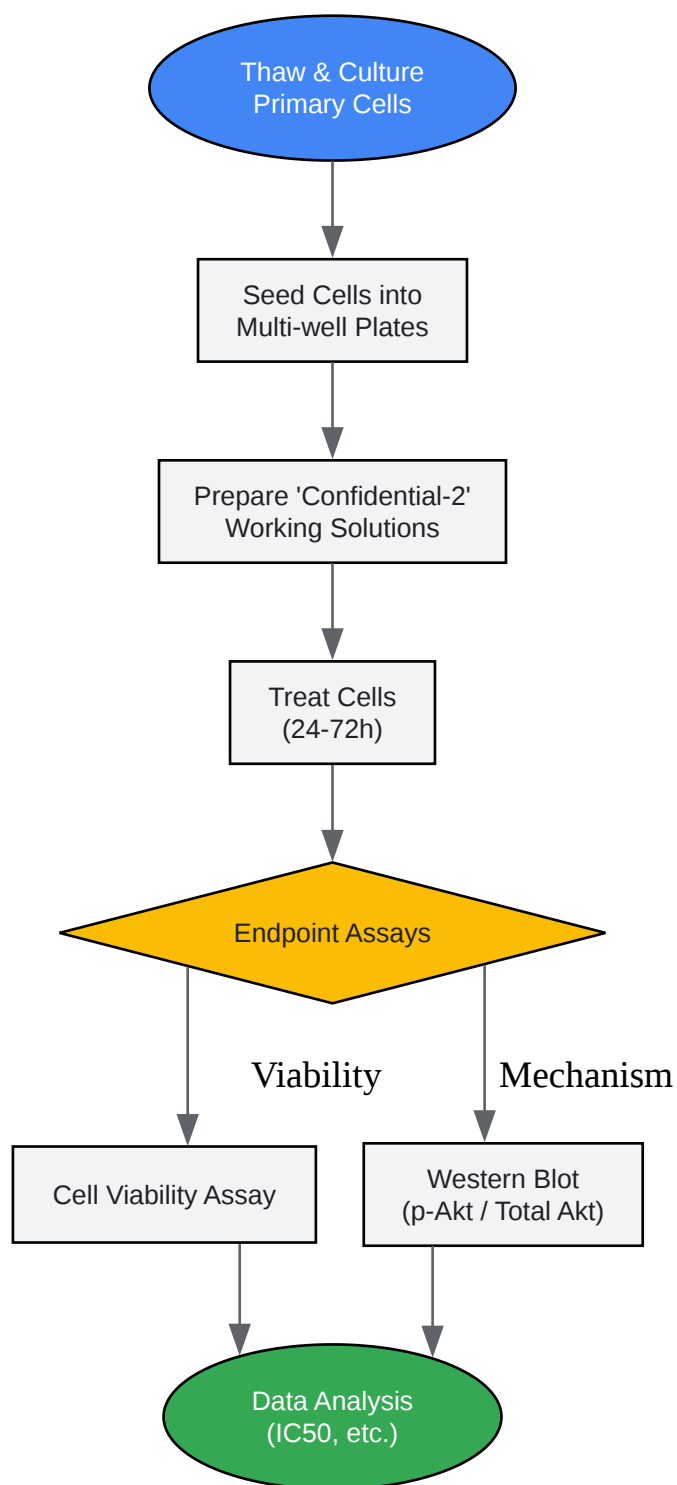 Thaw & Culture
Primary Cells
Seed Cells into
Multi-well Plates
Prepare 'Confidential-2'
Working Solutions
Treat Cells
(24-72h)
Endpoint Assays
Viability
Mechanism
Cell Viability Assay
Western Blot
(p-Akt / Total Akt)
Data Analysis
(IC50, etc.)